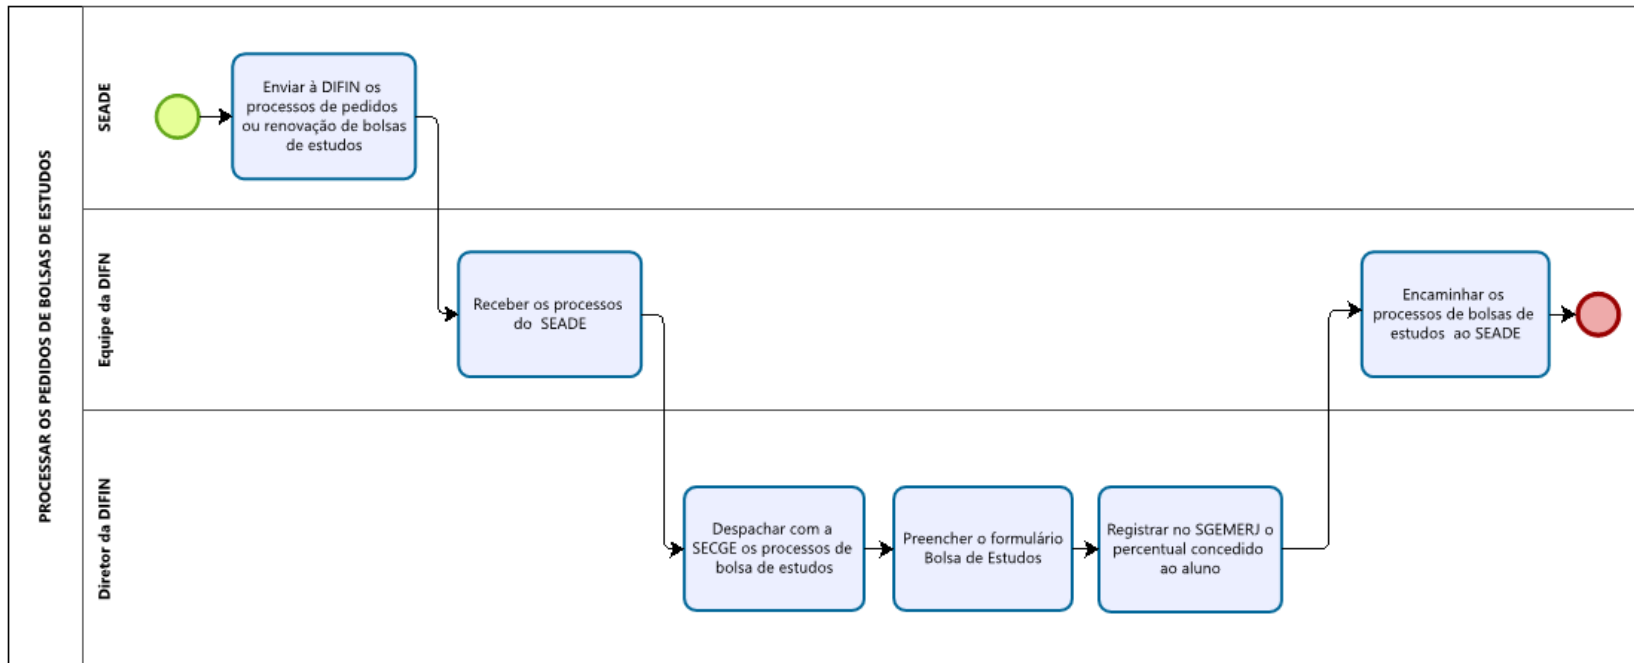 PROCESSAR OS PEDIDOS DE BOLSAS DE ESTUDOS
SEADE
Enviar à DIFIN os
processos de pedidos
ou renovação de bolsas
de estudos
Equipe da DIFN
Receber os processos
do SEADE
Encaminhar os
processos de bolsas de
estudos ao SEADE
Diretor da DIFIN
Despachar com a
SECGE os processos de
bolsa de estudos
Preencher o formulário
Bolsa de Estudos
Registrar no SGEMERJ o
percentual concedido
ao aluno